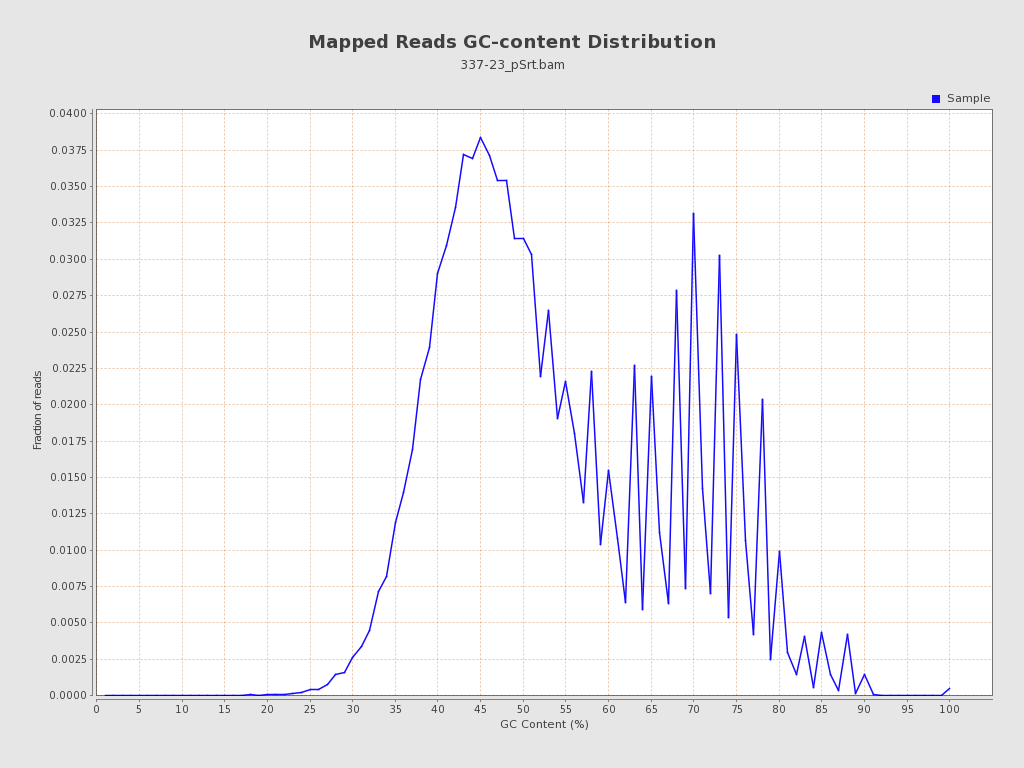 Mapped Reads GC-content Distribution
337-23_pSrt.bam
Sample
0.0400
0.0375
0.0350
0.0325
0.0300
0.0275
0.0250
0.0225
0.0200
0.0175
0.0150
0.0125
0.0100
0.0075
0.0050
0.0025
0.0000
Fraction of reads
0 5 10 15 20 25 30 35 40 45 50 55 60 65 70 75 80 85 90 95 100
GC Content (%)